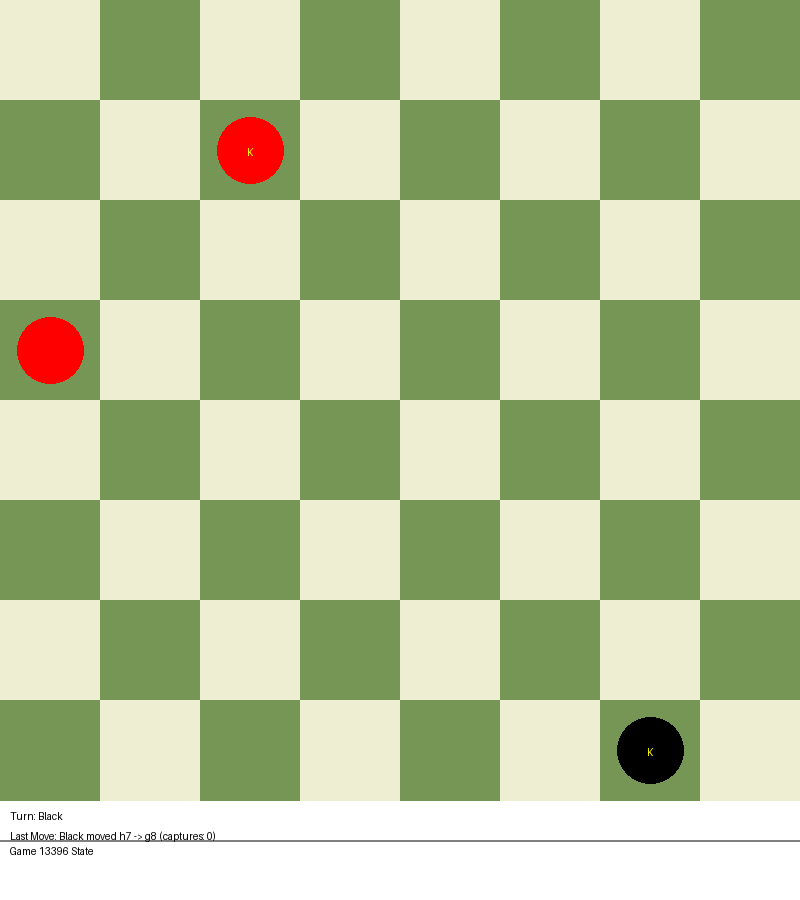 K
K
Turn: Black
Last Move: Black moved h7 -> g8 (captures: 0)
Game 13396 State